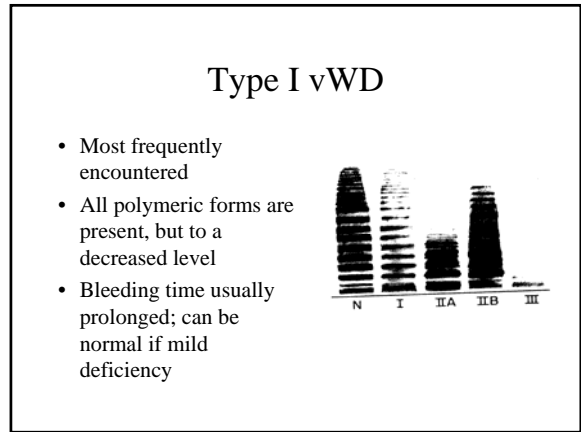 Type I vWD
• Most frequently
encountered
• All polymeric forms are
present, but to a
decreased level
• Bleeding time usually
prolonged; can be
normal if mild
deficiency
N I IIA IIB III